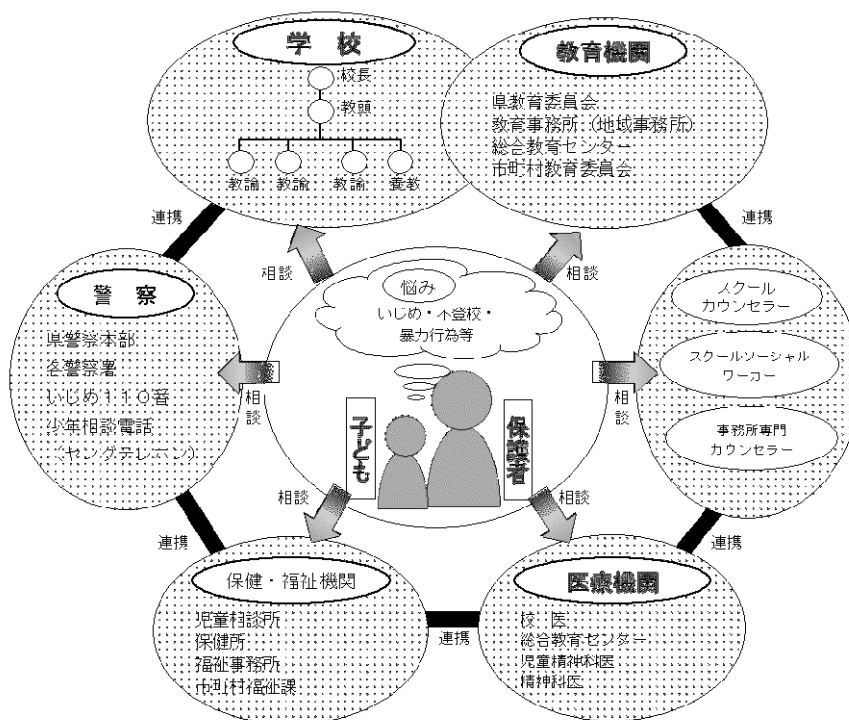 学 校
校長
教頭
教諭 教諭 教諭 養教
教育機関
県教育委員会
教育事務所（地域事務所）
総合教育センター
市町村教育委員会
連携
連携
相談
相談
悩み
いじめ・不登校・
暴力行為等
警 察
県警察本部
各警察署
いじめ１１０番
少年相談電話
（ヤングテレホン）
相談
相談
スクール
カウンセラー
スクールソーシャル
ワーカー
事務所専門
カウンセラー
子ども
保護者
相談
相談
連携
連携
保健・福祉機関
児童相談所
保健所
福祉事務所
市町村福祉課
連携
医療機関
校 医
総合教育センター
児童精神科医
精神科医